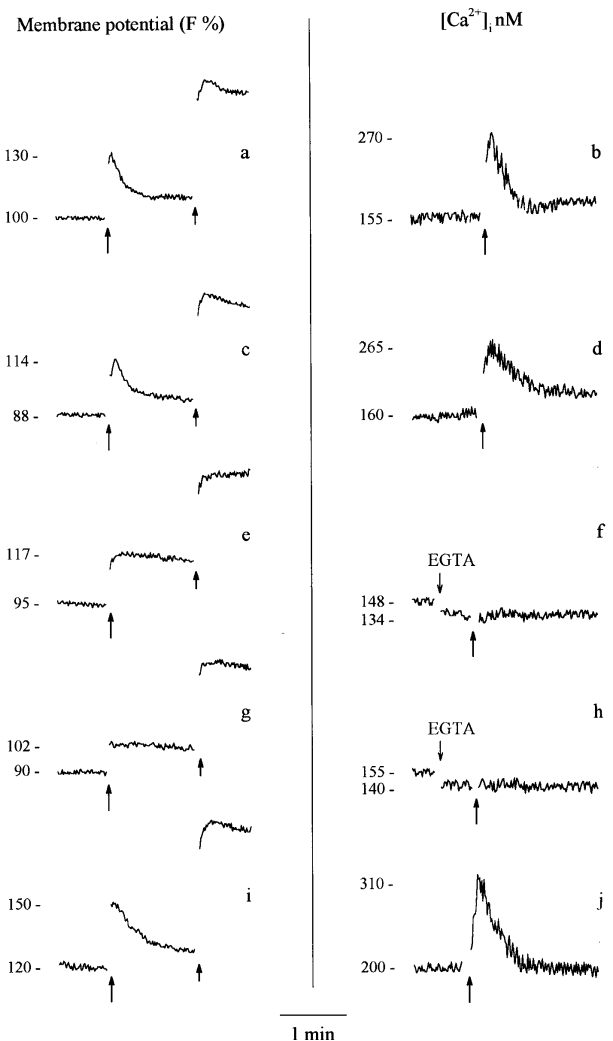 Membrane potential (F %)
[Ca²⁺]ᵢ nM
130 -
a
100 -
270 -
b
155 -
114 -
c
88 -
265 -
d
160 -
117 -
e
95 -
f
EGTA
148 -
134 -
g
102 -
90 -
h
EGTA
155 -
140 -
150 -
i
120 -
310 -
j
200 -
1 min